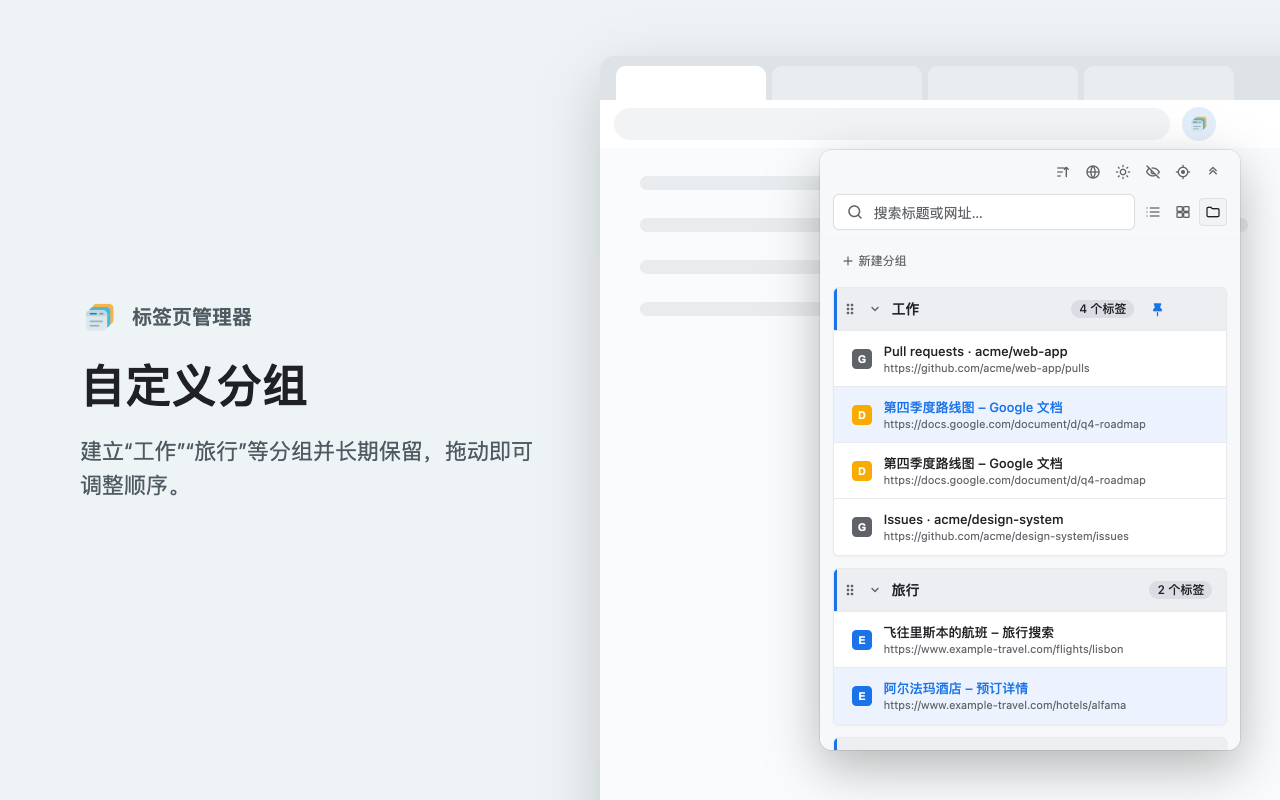 标签页管理器
自定义分组
建立“工作”“旅行”等分组并长期保留，拖动即可
调整顺序。
搜索标题或网址...
新建分组
工作
4 个标签
G
Pull requests · acme/web-app
https://github.com/acme/web-app/pulls
D
第四季度路线图 – Google 文档
https://docs.google.com/document/d/q4-roadmap
D
第四季度路线图 – Google 文档
https://docs.google.com/document/d/q4-roadmap
G
Issues · acme/design-system
https://github.com/acme/design-system/issues
旅行
2 个标签
E
飞往里斯本的航班 – 旅行搜索
https://www.example-travel.com/flights/lisbon
E
阿尔法玛酒店 – 预订详情
https://www.example-travel.com/hotels/alfama